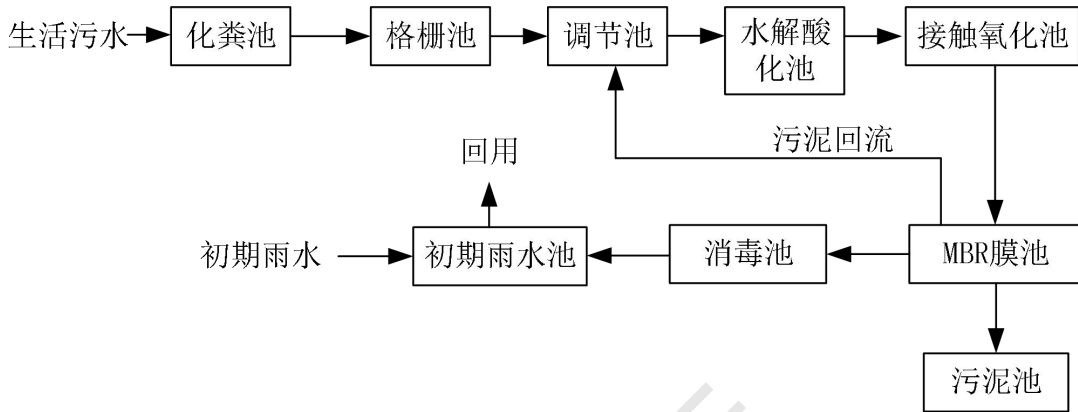 生活污水
化粪池
格栅池
调节池
水解酸
化池
接触氧化池
污泥回流
回用
初期雨水
初期雨水池
消毒池
MBR膜池
污泥池